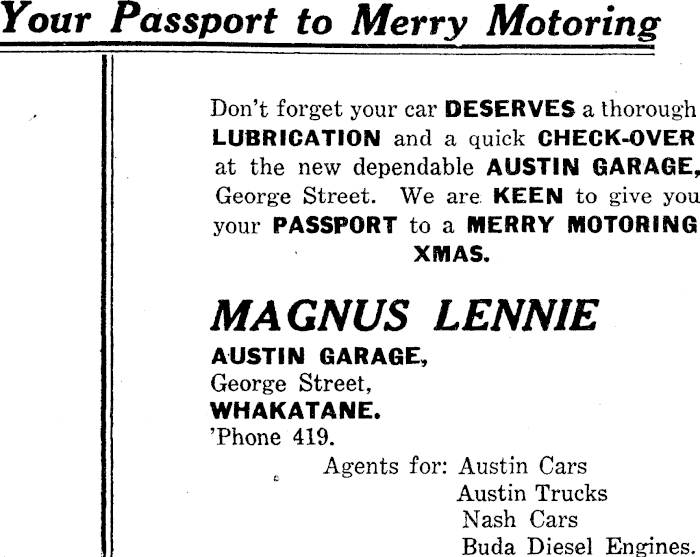 Your Passport to Merry Motoring
Don't forget your car DESERVES a thorough
LUBRICATION and a quick CHECK-OVER
at the new dependable AUSTIN GARAGE,
George Street. We are KEEN to give you
your PASSPORT to a MERRY MOTORING
XMAS.
MAGNUS LENNIE
AUSTIN GARAGE,
George Street,
WHAKATANE.
'Phone 419.
Agents for: Austin Cars
Austin Trucks
Nash Cars
Buda Diesel Engines.